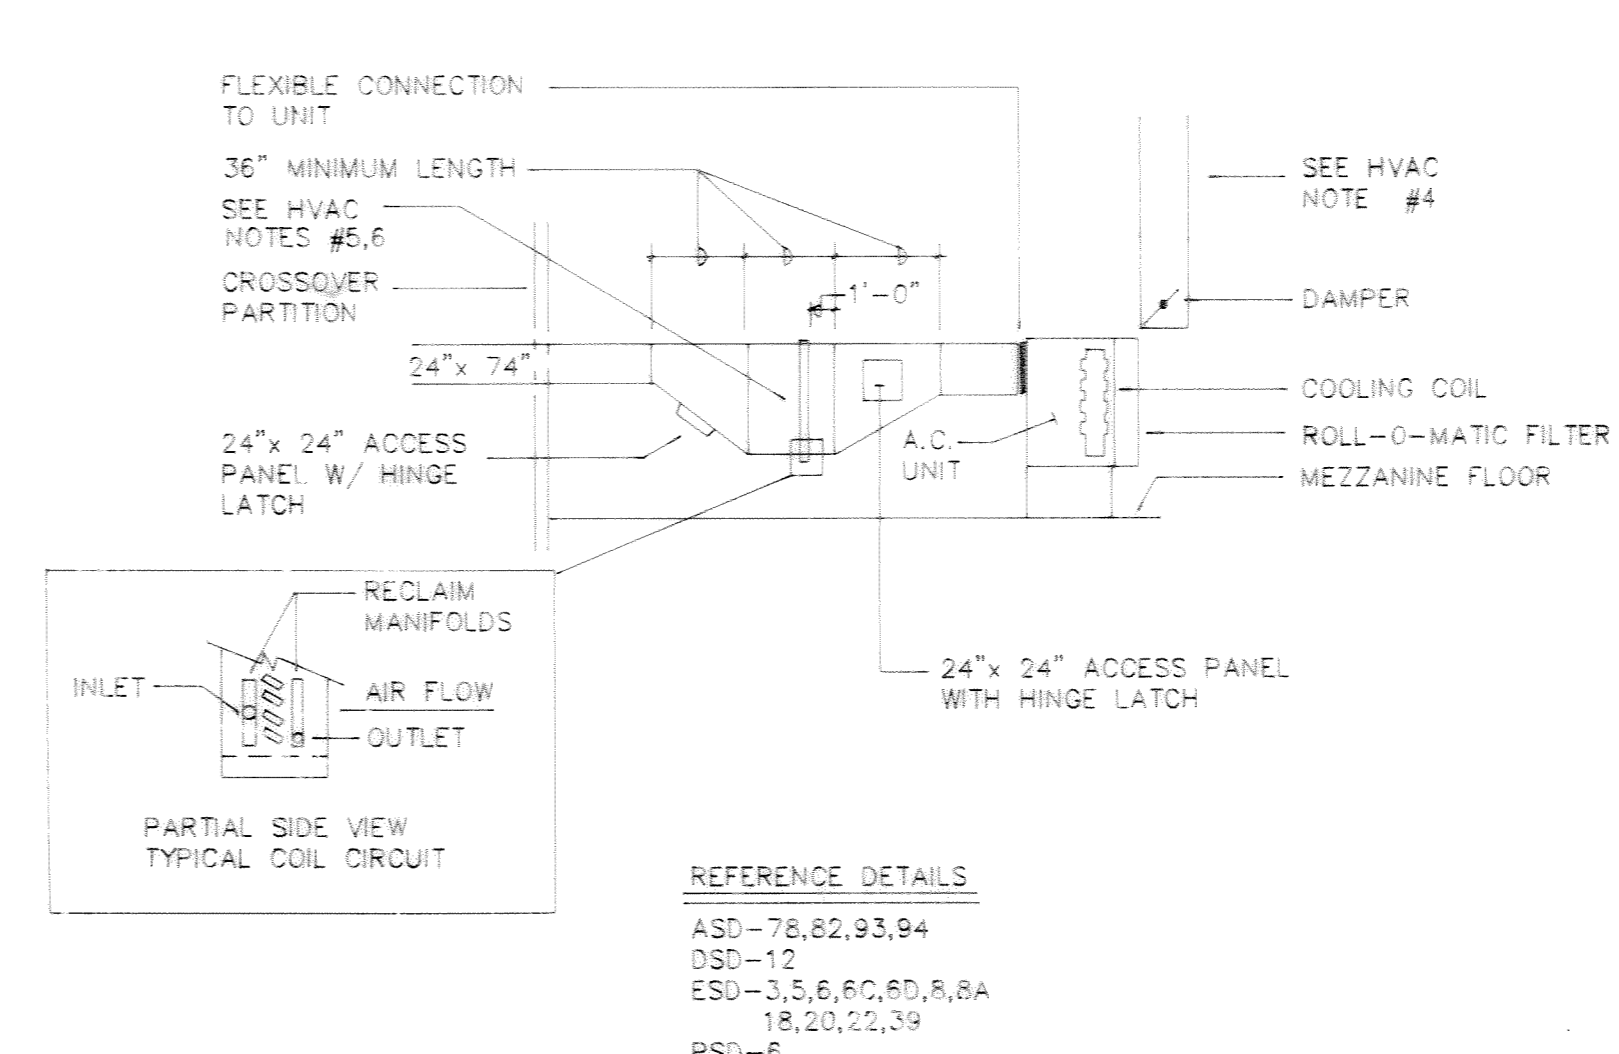 FLEXIBLE CONNECTION
TO UNIT
36" MINIMUM LENGTH
SEE HVAC
NOTES #5,6
CROSSOVER
PARTITION
1'-0"
24"x 74"
24"x 24" ACCESS
PANEL W/ HINGE
LATCH
A.C.
UNIT
SEE HVAC
NOTE #4
DAMPER
COOLING COIL
ROLL-O-MATIC FILTER
MEZZANINE FLOOR
24"x 24" ACCESS PANEL
WITH HINGE LATCH
RECLAIM
MANIFOLDS
INLET
AIR FLOW
OUTLET
PARTIAL SIDE VIEW
TYPICAL COIL CIRCUIT
REFERENCE DETAILS
ASD-78,82,93,94
DSD-12
ESD-3,5,6,6C,6D,8,8A
18,20,22,39
PSD-6